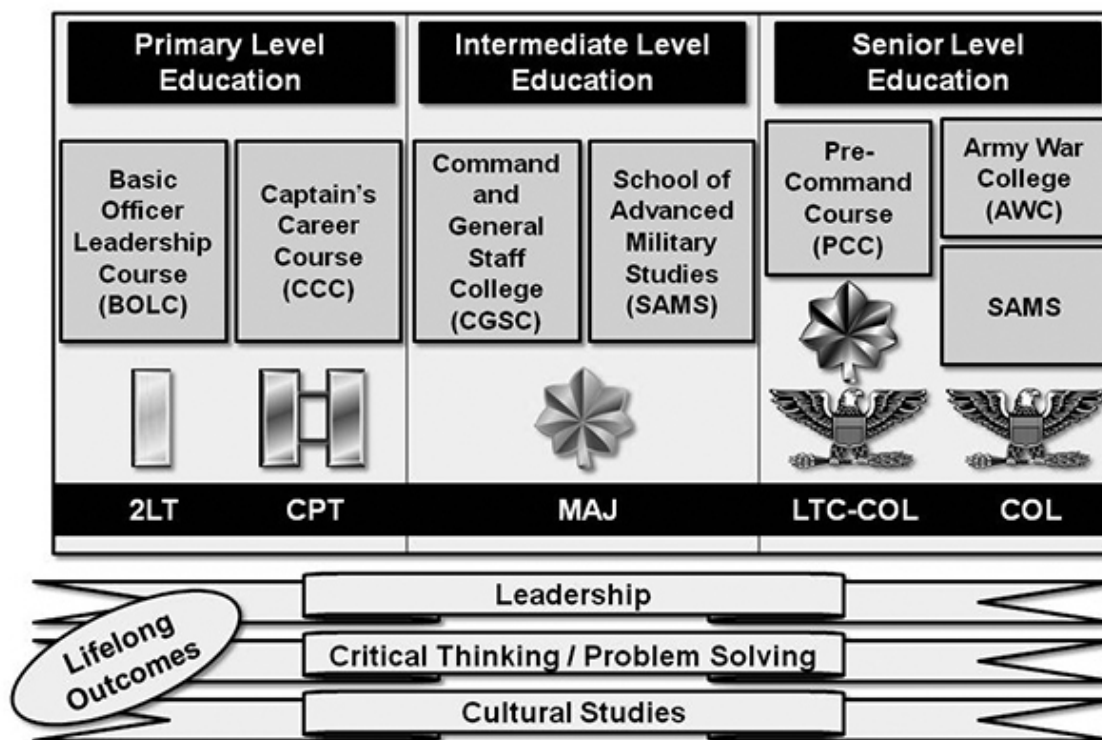 Primary Level
Education
Intermediate Level
Education
Senior Level
Education
Basic
Officer
Leadership
Course
(BOLC)
Captain's
Career
Course
(CCC)
Command
and
General
Staff
College
(CGSC)
School of
Advanced
Military
Studies
(SAMS)
Pre-
Command
Course
(PCC)
Army War
College
(AWC)
SAMS
2LT
CPT
MAJ
LTC-COL
COL
Lifelong
Outcomes
Leadership
Critical Thinking / Problem Solving
Cultural Studies